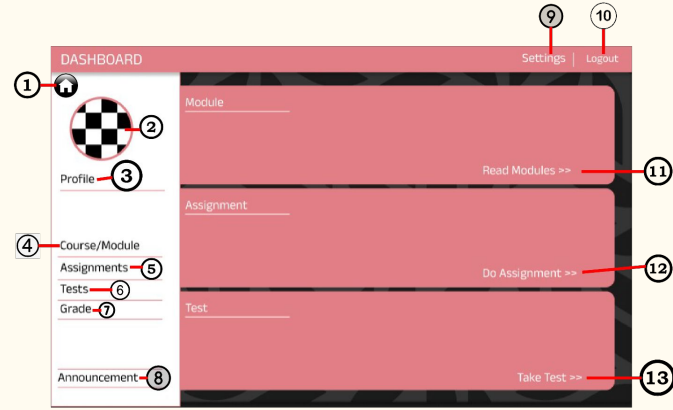 9 10
DASHBOARD Settings | Logout
1
Module
2
Profile 3
Read Modules >> 11
Assignment
4 Course/Module
Assignments 5
Do Assignment >> 12
Tests 6
Grade 7
Test
Announcement 8
Take Test >> 13